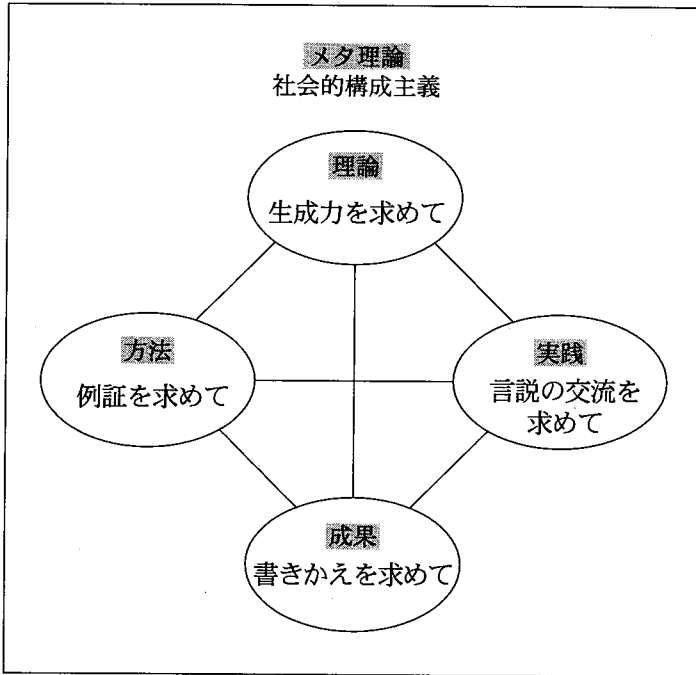 メタ理論
社会的構成主義
理論
生成力を求めて
方法
例証を求めて
実践
言説の交流を
求めて
成果
書きかえを求めて